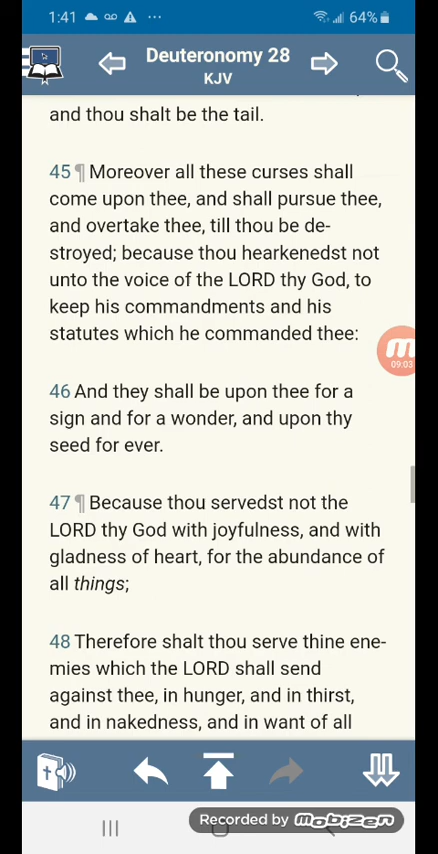 1:41 64%
Deuteronomy 28
KJV
and thou shalt be the tail.
45 ¶ Moreover all these curses shall
come upon thee, and shall pursue thee,
and overtake thee, till thou be de-
stroyed; because thou hearkenedst not
unto the voice of the LORD thy God, to
keep his commandments and his
statutes which he commanded thee:
09:03
46 And they shall be upon thee for a
sign and for a wonder, and upon thy
seed for ever.
47 ¶ Because thou servedst not the
LORD thy God with joyfulness, and with
gladness of heart, for the abundance of
all things;
48 Therefore shalt thou serve thine ene-
mies which the LORD shall send
against thee, in hunger, and in thirst,
and in nakedness, and in want of all
Recorded by mobizen